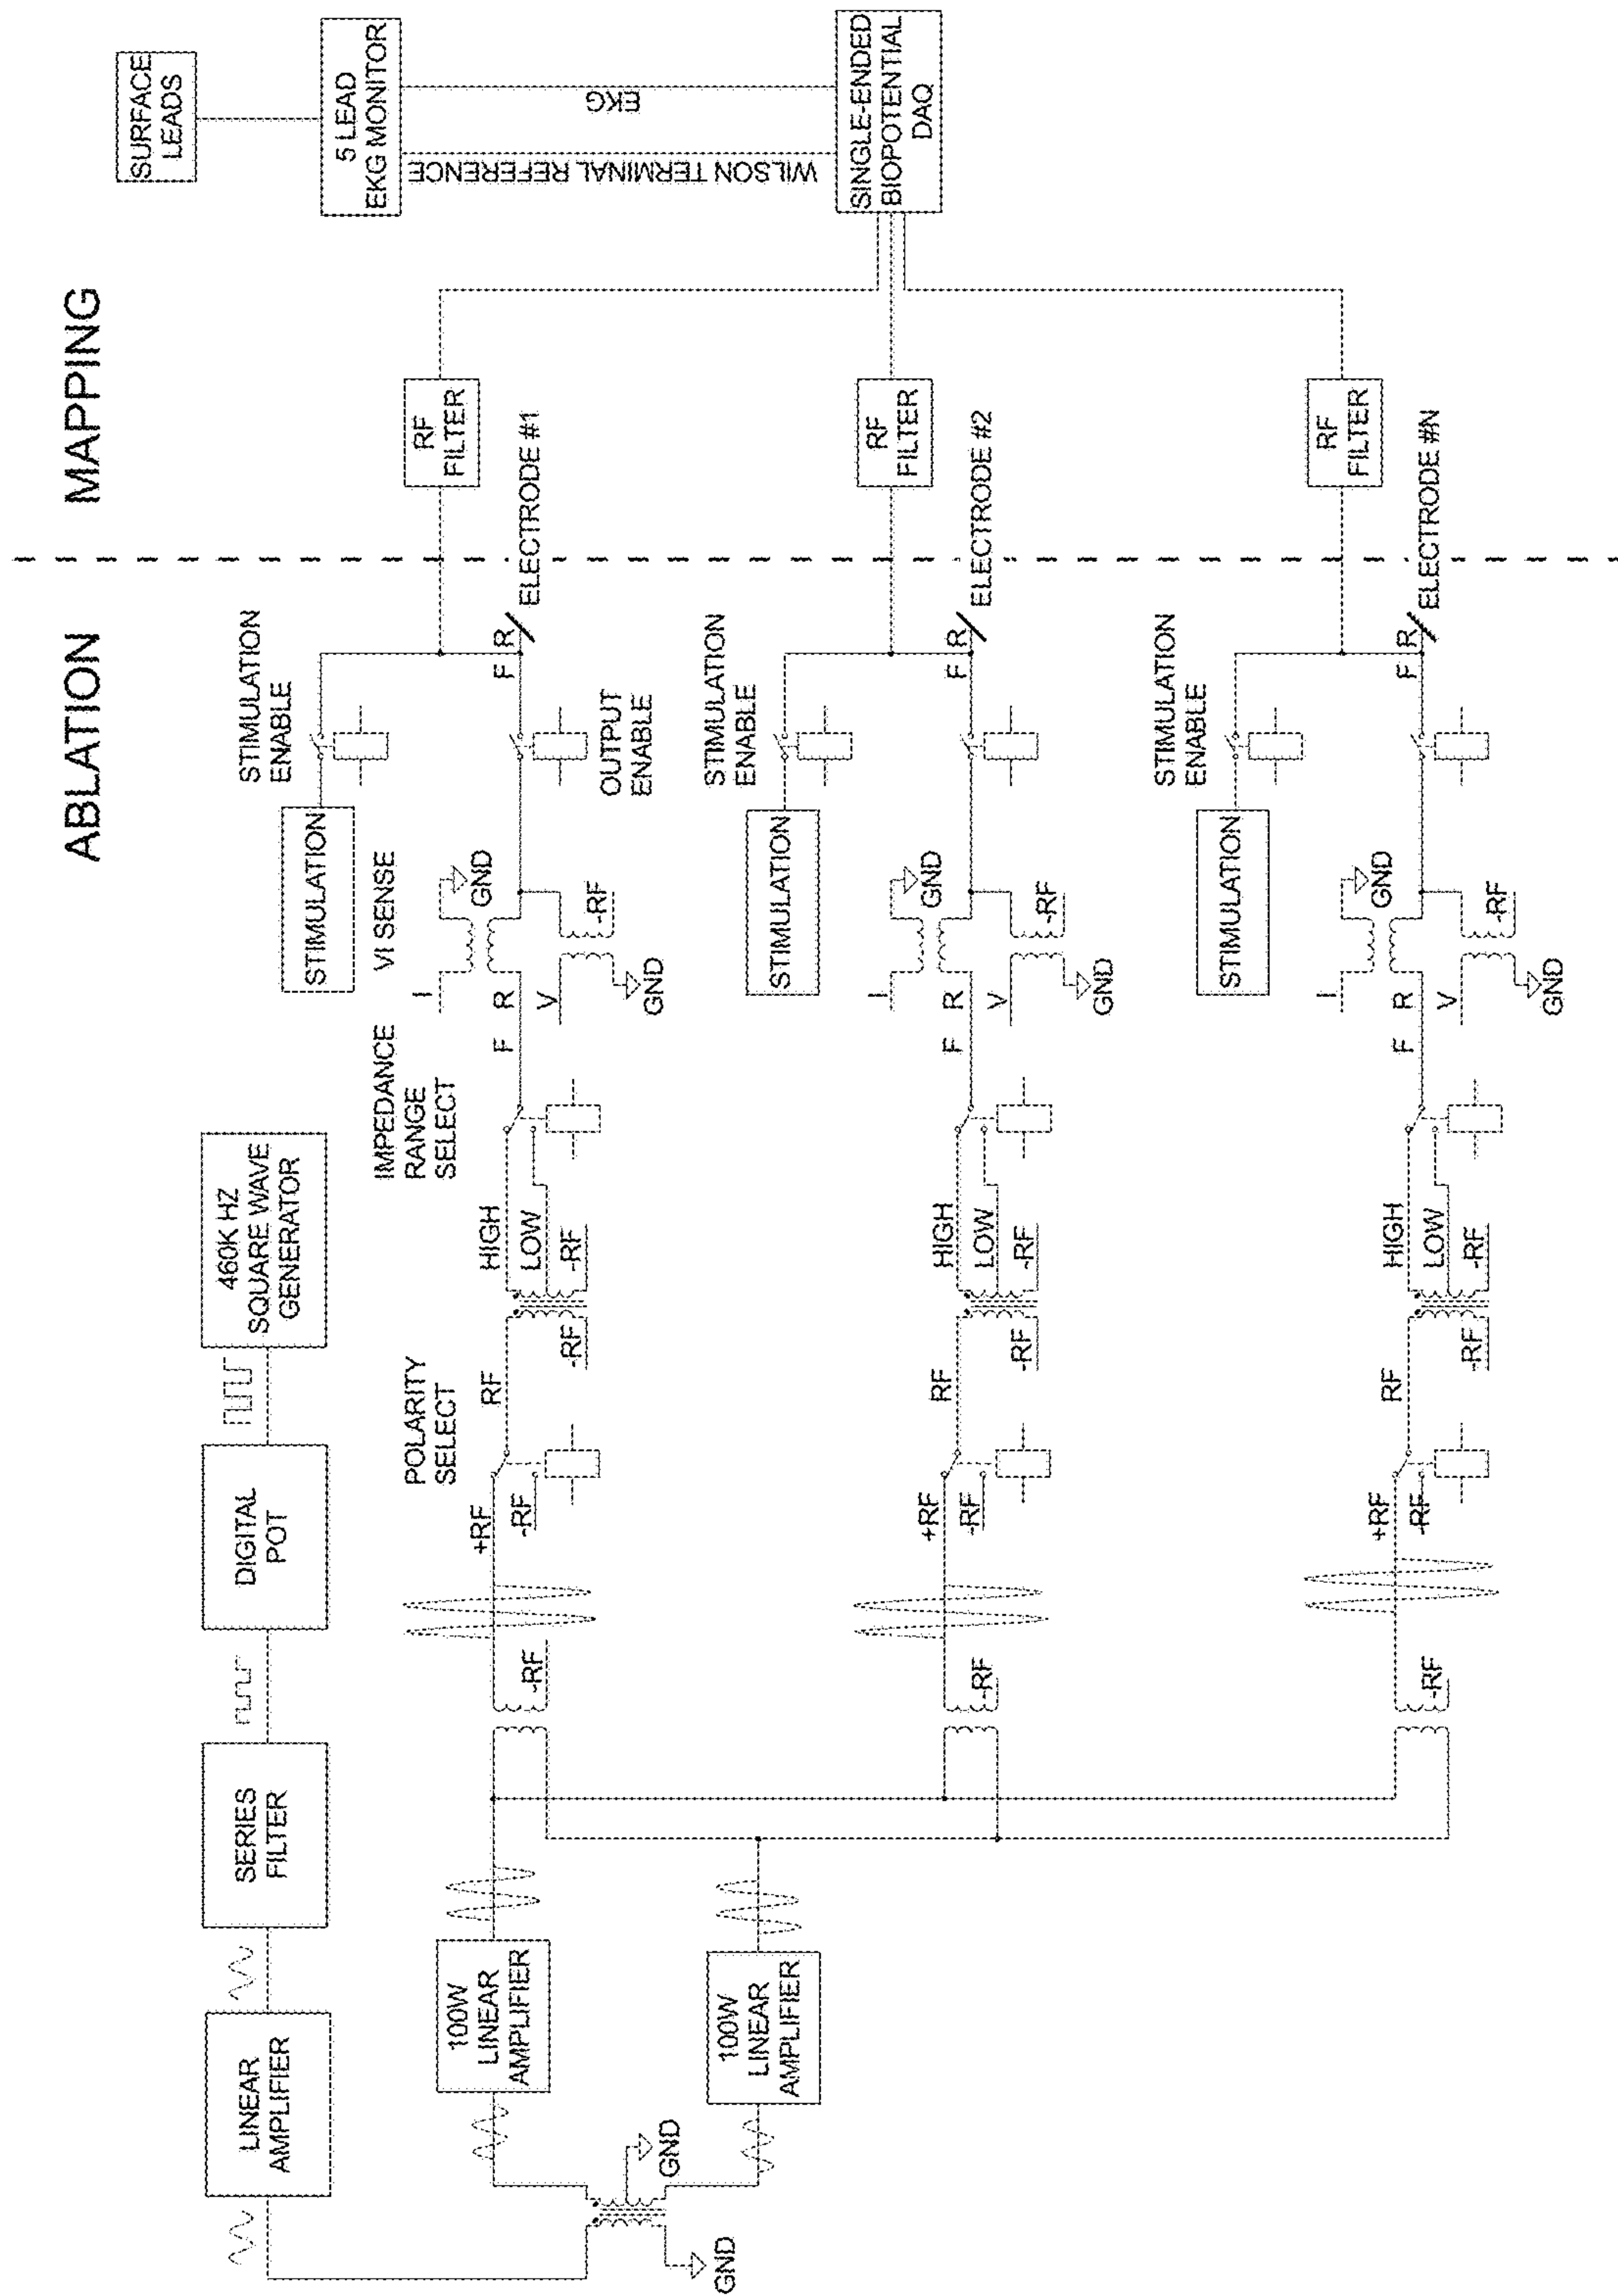 ABLATION
MAPPING
460K HZ
SQUARE WAVE
GENERATOR
DIGITAL
POT
SERIES
FILTER
LINEAR
AMPLIFIER
GND
GND
100W
LINEAR
AMPLIFIER
100W
LINEAR
AMPLIFIER
SURFACE
LEADS
5 LEAD
EKG MONITOR
WILSON TERMINAL REFERENCE
EKG
SINGLE-ENDED
BIOPOTENTIAL
DAQ
-RF
+RF
-RF
POLARITY
SELECT
RF
-RF
-RF
HIGH
LOW
IMPEDANCE
RANGE
SELECT
F
R
I
V
VI SENSE
GND
GND
-RF
STIMULATION
STIMULATION
ENABLE
OUTPUT
ENABLE
F
R
ELECTRODE #1
RF
FILTER
-RF
+RF
-RF
RF
-RF
-RF
HIGH
LOW
F
R
I
V
GND
GND
-RF
STIMULATION
STIMULATION
ENABLE
F
R
ELECTRODE #2
RF
FILTER
-RF
+RF
-RF
RF
-RF
-RF
HIGH
LOW
F
R
I
V
GND
GND
-RF
STIMULATION
STIMULATION
ENABLE
F
R
ELECTRODE #N
RF
FILTER